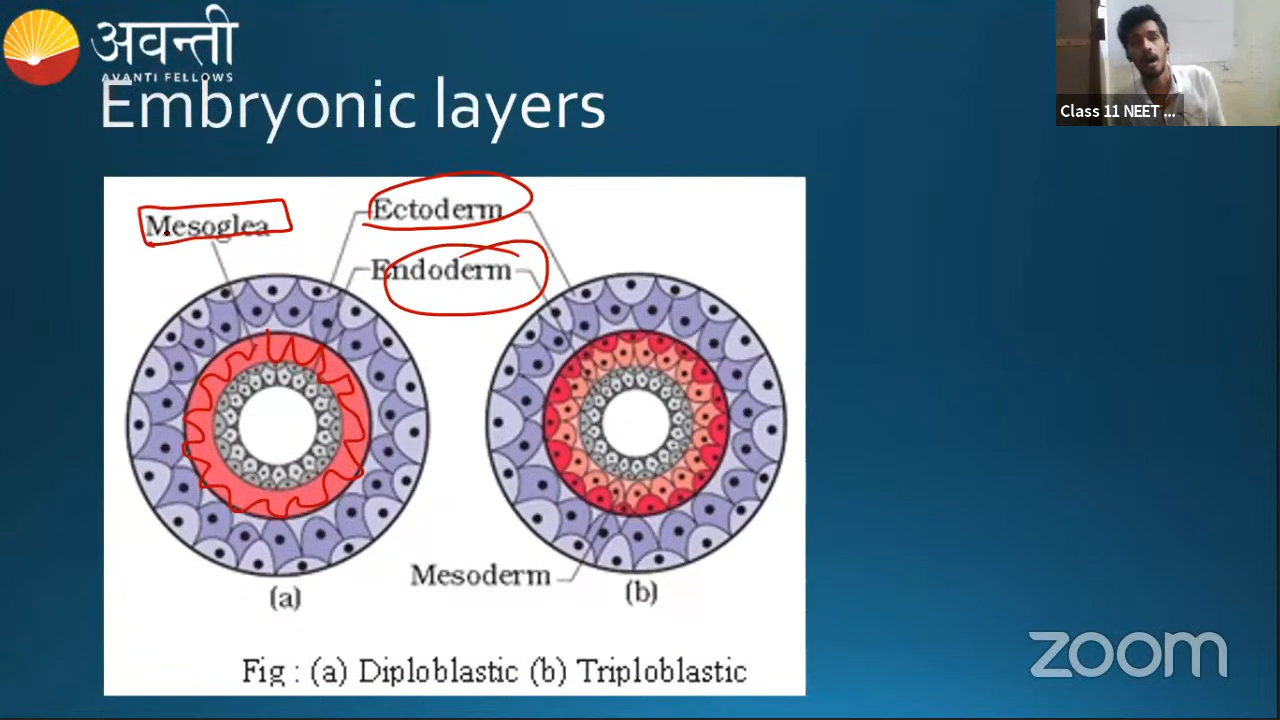 अवन्ती
AVANTI FELLOWS
Embryonic layers
Class 11 NEET ...
Mesoglea
Ectoderm
Endoderm
Mesoderm
(a)
(b)
Fig : (a) Diploblastic (b) Triploblastic
zoom